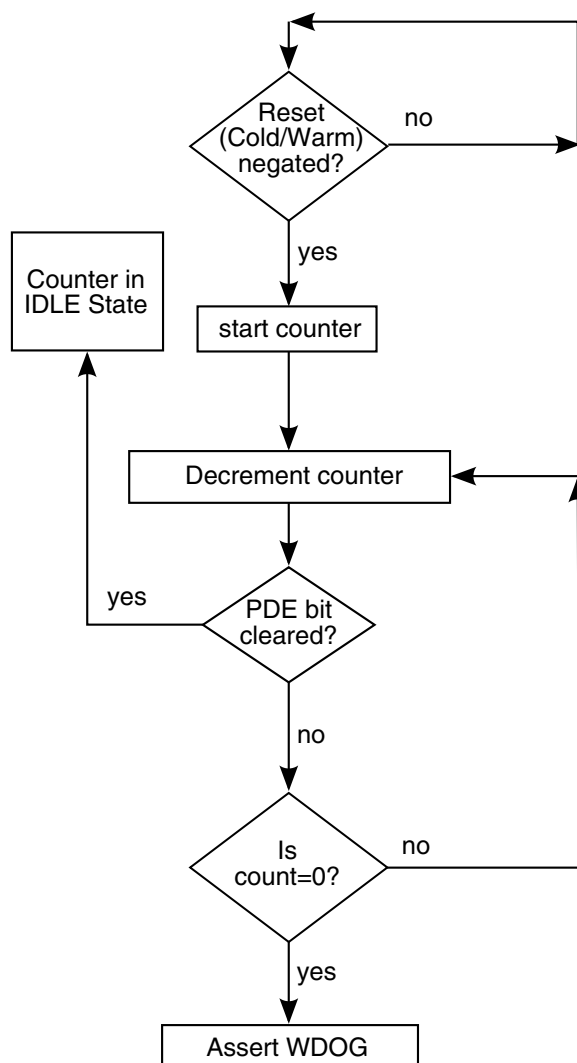 Reset
(Cold/Warm)
negated?
no
yes
Counter in
IDLE State
start counter
Decrement counter
yes
PDE bit
cleared?
no
Is
count=0?
no
yes
Assert WDOG